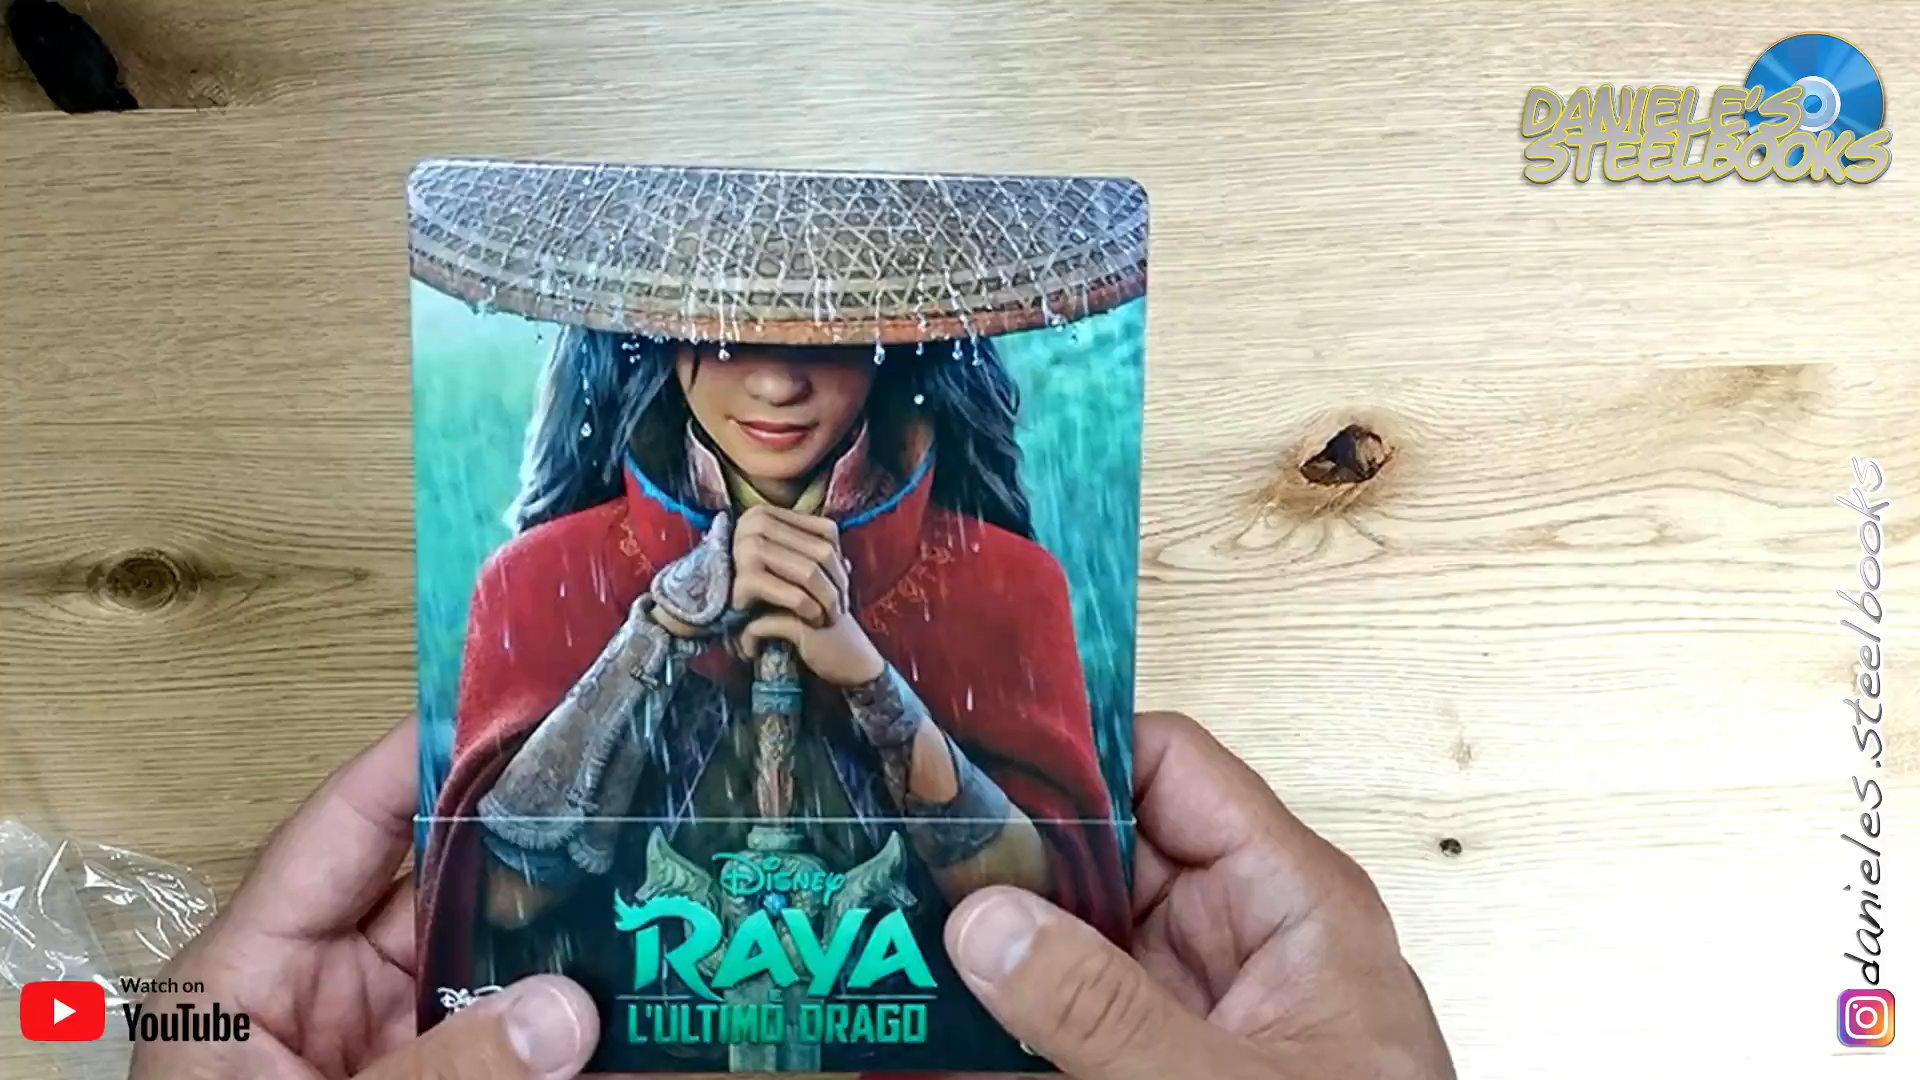 DANIELE'S
STEELBOOKS
danieles.steelbooks
DISNEY
RAYA
E
L'ULTIMO DRAGO
Watch on
YouTube